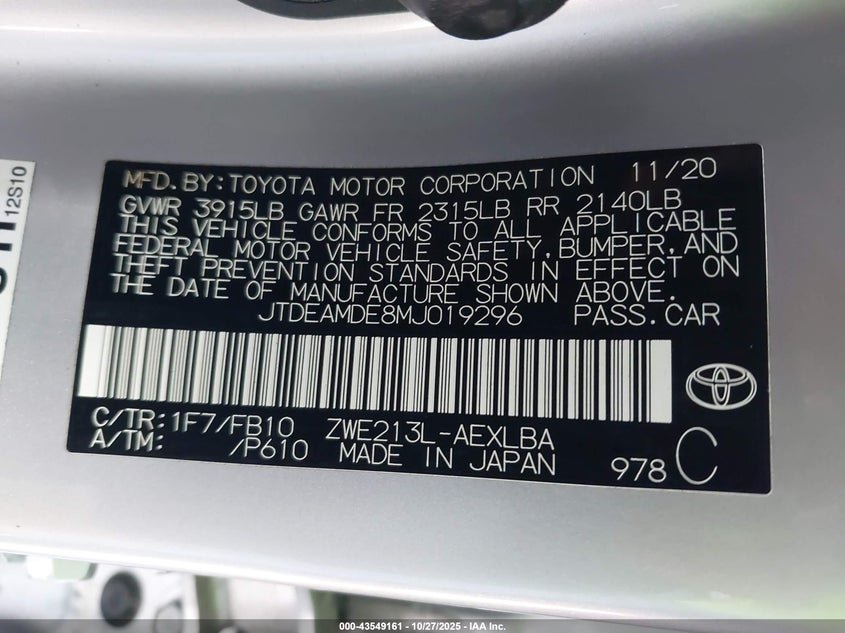 12S10
MFD.BY:TOYOTA MOTOR CORPORATION 11/20
GVWR 3915LB GAWR FR 2315LB RR 2140LB
THIS VEHICLE CONFORMS TO ALL APPLICABLE
FEDERAL MOTOR VEHICLE SAFETY,BUMPER,AND
THEFT PREVENTION STANDARDS IN EFFECT ON
THE DATE OF MANUFACTURE SHOWN ABOVE.
JTDEAMDE8MJ019296 PASS.CAR
C/TR:1F7/FB10 ZWE213L-AEXLBA
A/TM: /P610 MADE IN JAPAN 978 C
000-43549161 - 10/27/2025 - IAA Inc.